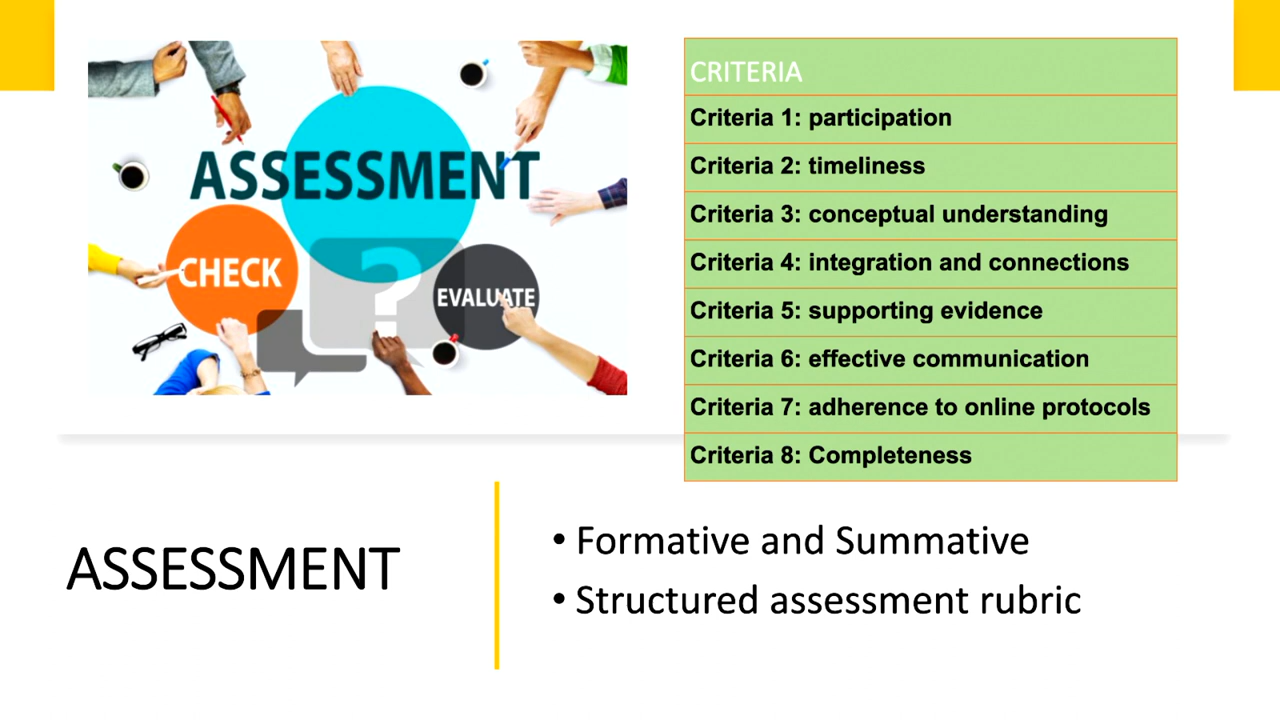 ASSESSMENT
CHECK
?
EVALUATE
CRITERIA
Criteria 1: participation
Criteria 2: timeliness
Criteria 3: conceptual understanding
Criteria 4: integration and connections
Criteria 5: supporting evidence
Criteria 6: effective communication
Criteria 7: adherence to online protocols
Criteria 8: Completeness
ASSESSMENT
• Formative and Summative
• Structured assessment rubric